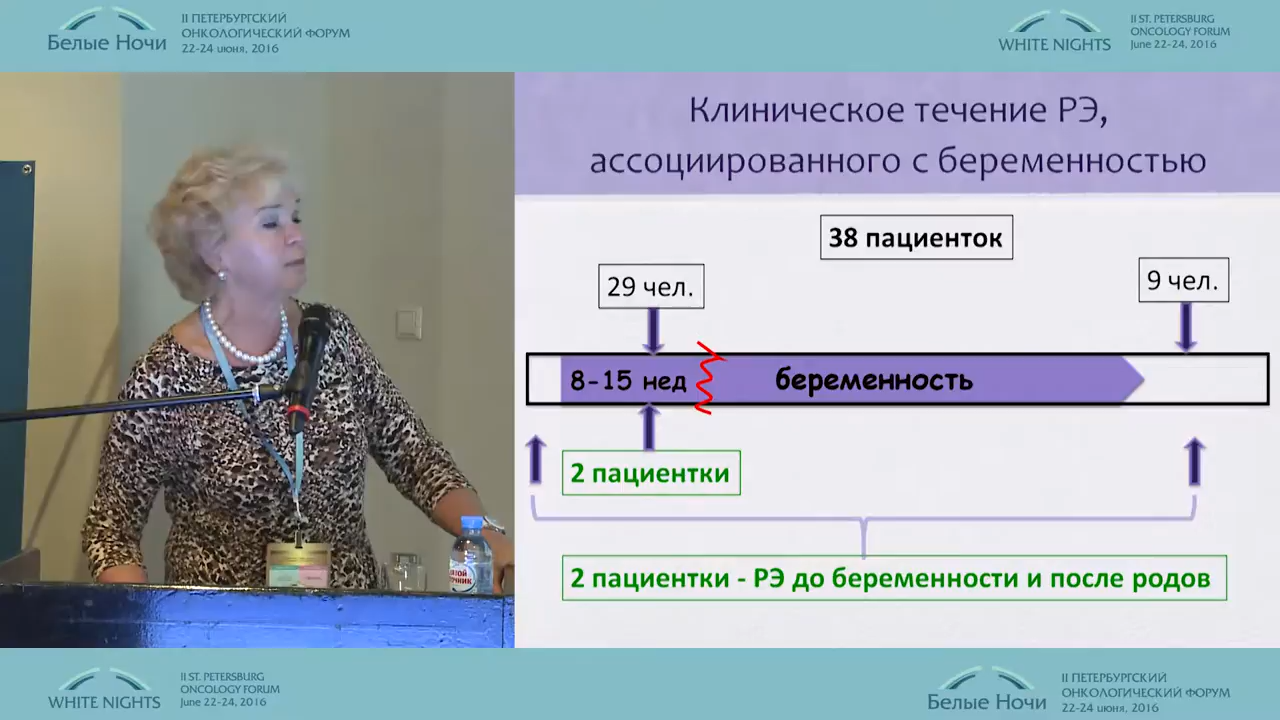 Белые Ночи
II ПЕТЕРБУРГСКИЙ
ОНКОЛОГИЧЕСКИЙ ФОРУМ
22-24 июня, 2016
WHITE NIGHTS
II ST. PETERSBURG
ONCOLOGY FORUM
June 22-24, 2016
Клиническое течение РЭ,
ассоциированного с беременностью
38 пациенток
29 чел.
9 чел.
8-15 нед
беременность
2 пациентки
2 пациентки - РЭ до беременности и после родов
WHITE NIGHTS
II ST. PETERSBURG
ONCOLOGY FORUM
June 22-24, 2016
Белые Ночи
II ПЕТЕРБУРГСКИЙ
ОНКОЛОГИЧЕСКИЙ ФОРУМ
22-24 июня, 2016